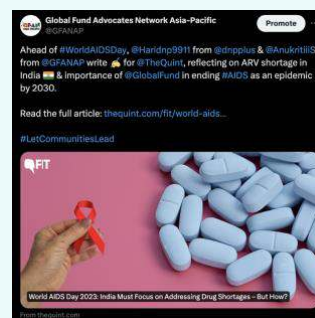 Global Fund Advocates Network Asia-Pacific
@GFANAP
Promote
Ahead of #WorldAIDSDay, @Haridnp9911 from @dnpplus & @AnukritiiiS
from @GFANAP write ✍️ for @TheQuint, reflecting on ARV shortage in
India 🇮🇳 & importance of @GlobalFund in ending #AIDS as an epidemic
by 2030.
Read the full article: thequint.com/fit/world-aids...
#LetCommunitiesLead
FIT
World AIDS Day 2023: India Must Focus on Addressing Drug Shortages – But How?
From thequint.com